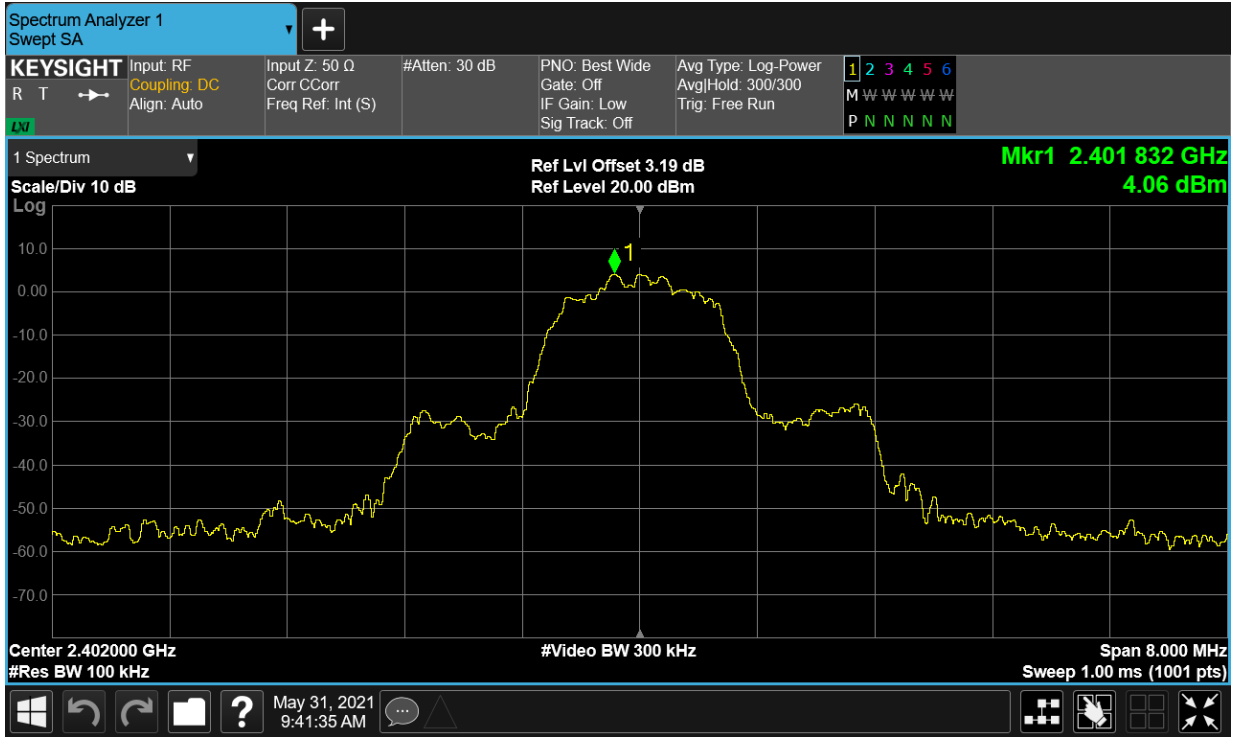 Spectrum Analyzer 1
Swept SA
KEYSIGHT
R T
LXI
Input: RF
Coupling: DC
Align: Auto
Input Z: 50 Ω
Corr CCorr
Freq Ref: Int (S)
#Atten: 30 dB
PNO: Best Wide
Gate: Off
IF Gain: Low
Sig Track: Off
Avg Type: Log-Power
Avg|Hold: 300/300
Trig: Free Run
1 2 3 4 5 6
M W W W W W
P N N N N N
1 Spectrum
Scale/Div 10 dB
Ref Lvl Offset 3.19 dB
Ref Level 20.00 dBm
Mkr1 2.401 832 GHz
4.06 dBm
Log
10.0
0.00
-10.0
-20.0
-30.0
-40.0
-50.0
-60.0
-70.0
1
Center 2.402000 GHz
#Res BW 100 kHz
#Video BW 300 kHz
Span 8.000 MHz
Sweep 1.00 ms (1001 pts)
?
May 31, 2021
9:41:35 AM